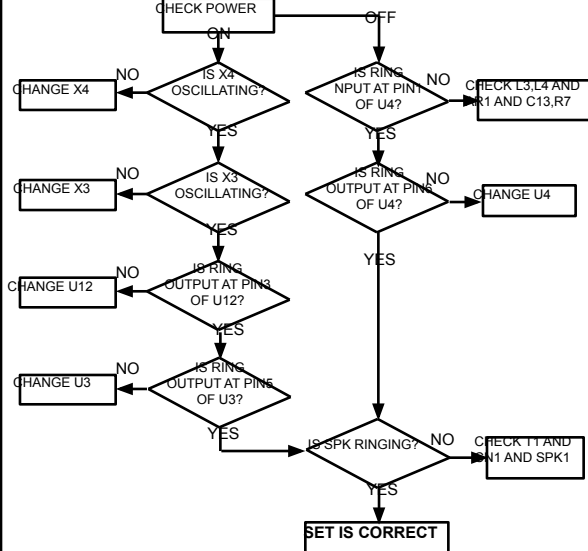 CHECK POWER
ON
OFF
IS X4
OSCILLATING?
NO
CHANGE X4
YES
IS X3
OSCILLATING?
NO
CHANGE X3
YES
IS RING
OUTPUT AT PIN3
OF U12?
NO
CHANGE U12
YES
IS RING
OUTPUT AT PIN5
OF U3?
NO
CHANGE U3
YES
IS RING
INPUT AT PIN1
OF U4?
NO
CHECK L3,L4 AND
R1 AND C13,R7
YES
IS RING
OUTPUT AT PIN6
OF U4?
NO
CHANGE U4
YES
IS SPK RINGING?
NO
CHECK T1 AND
CN1 AND SPK1
YES
SET IS CORRECT